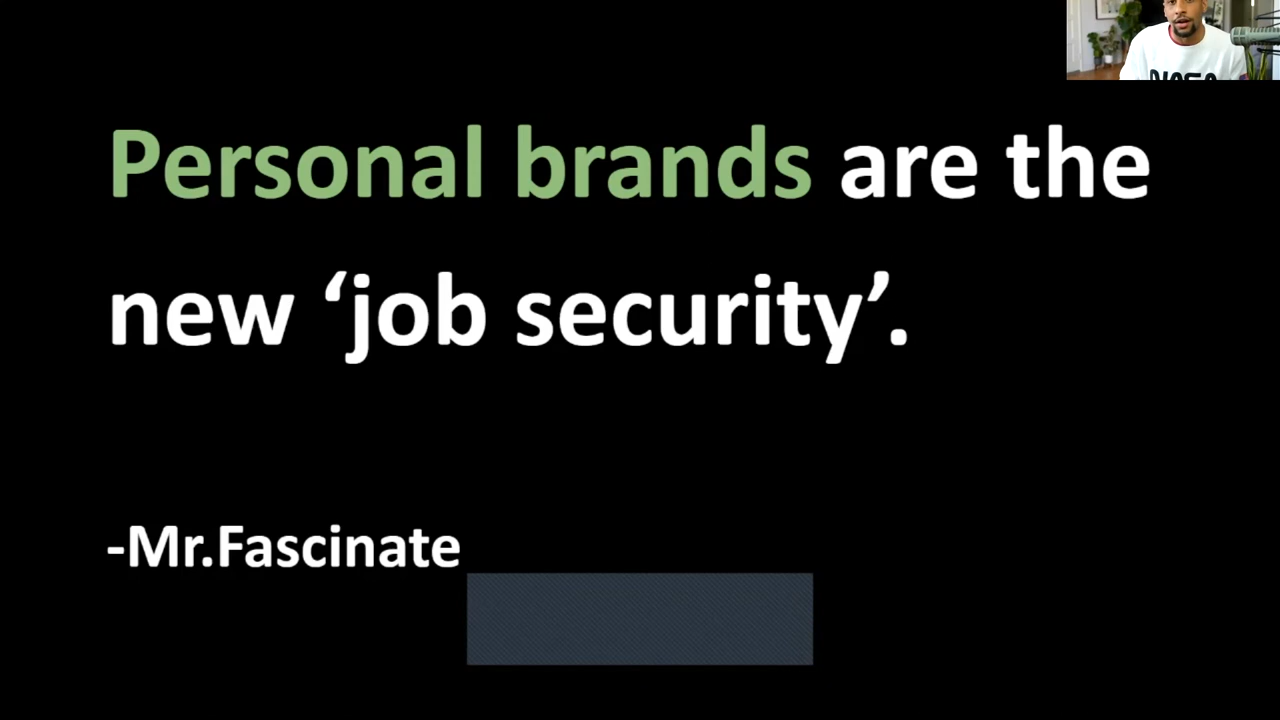 Personal brands are the
new ‘job security’.
-Mr.Fascinate